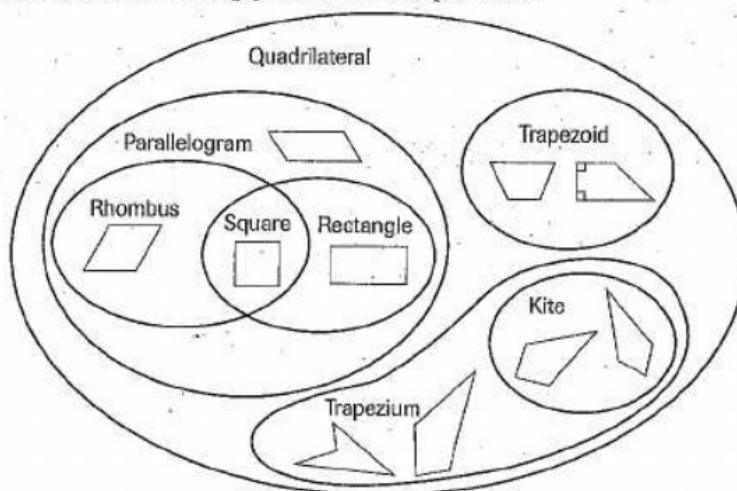 Quadrilateral
Parallelogram
Trapezoid
Rhombus
Square
Rectangle
Kite
Trapezium